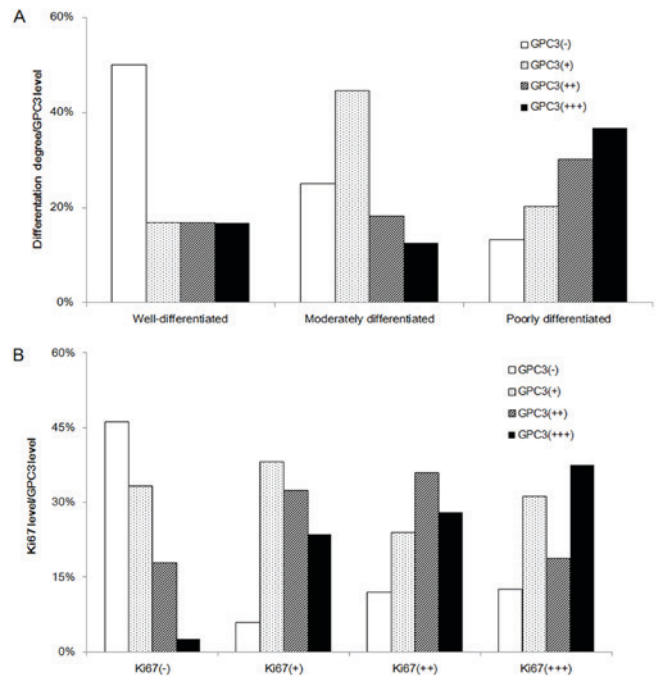 A
60%
40%
20%
0%
Differentation degree/GPC3 level
GPC3(-)
GPC3(+)
GPC3(++)
GPC3(+++)
Well-differentiated
Moderately differentiated
Poorly differentiated
B
60%
45%
30%
15%
0%
Ki67 level/GPC3 level
GPC3(-)
GPC3(+)
GPC3(++)
GPC3(+++)
Ki67(-)
Ki67(+)
Ki67(++)
Ki67(+++)